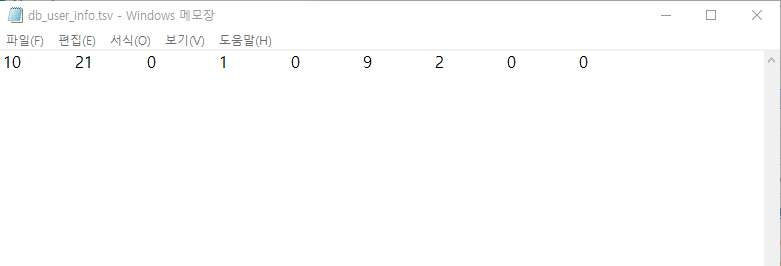 db_user_info.tsv - Windows 메모장
파일(F) 편집(E) 서식(O) 보기(V) 도움말(H)
10 21 0 1 0 9 2 0 0